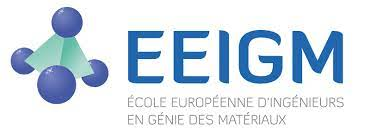 EEIGM
ÉCOLE EUROPÉENNE D'INGÉNIEURS
EN GÉNIE DES MATÉRIAUX